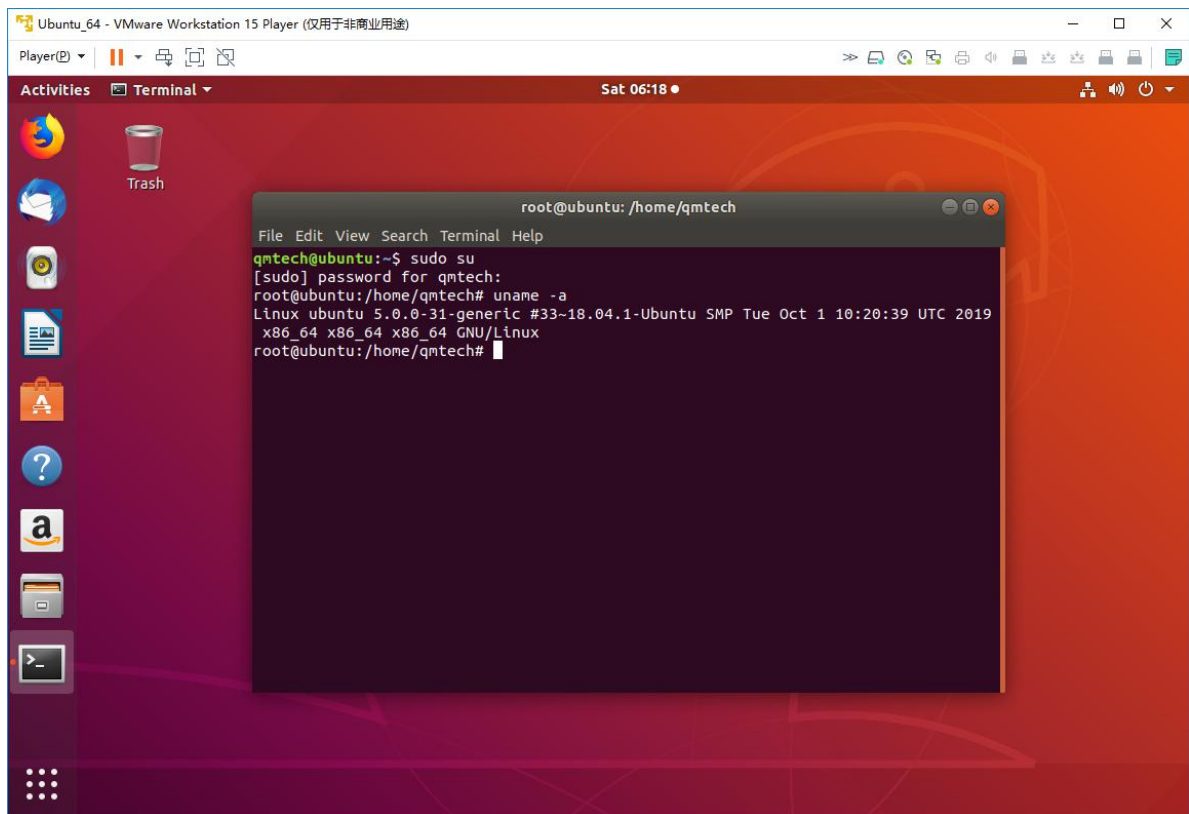 Ubuntu_64 - VMware Workstation 15 Player (仅用于非商业用途)
Player(P)
Activities Terminal Sat 06:18
Trash
root@ubuntu: /home/qmtech
File Edit View Search Terminal Help
qmtech@ubuntu:~$ sudo su
[sudo] password for qmtech:
root@ubuntu:/home/qmtech# uname -a
Linux ubuntu 5.0.0-31-generic #33~18.04.1-Ubuntu SMP Tue Oct 1 10:20:39 UTC 2019
x86_64 x86_64 x86_64 GNU/Linux
root@ubuntu:/home/qmtech#